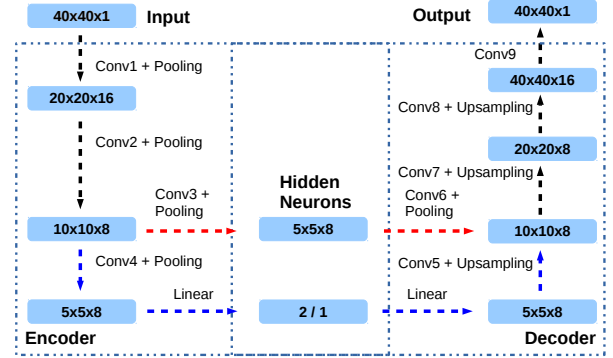 40x40x1
Input
Output
40x40x1
Conv1 + Pooling
Conv9
20x20x16
40x40x16
Conv2 + Pooling
Conv8 + Upsampling
20x20x8
Conv7 + Upsampling
Conv3 +
Pooling
Hidden
Neurons
Conv6 +
Pooling
10x10x8
5x5x8
10x10x8
Conv4 + Pooling
Conv5 + Upsampling
Linear
Linear
5x5x8
2 / 1
5x5x8
Encoder
Decoder